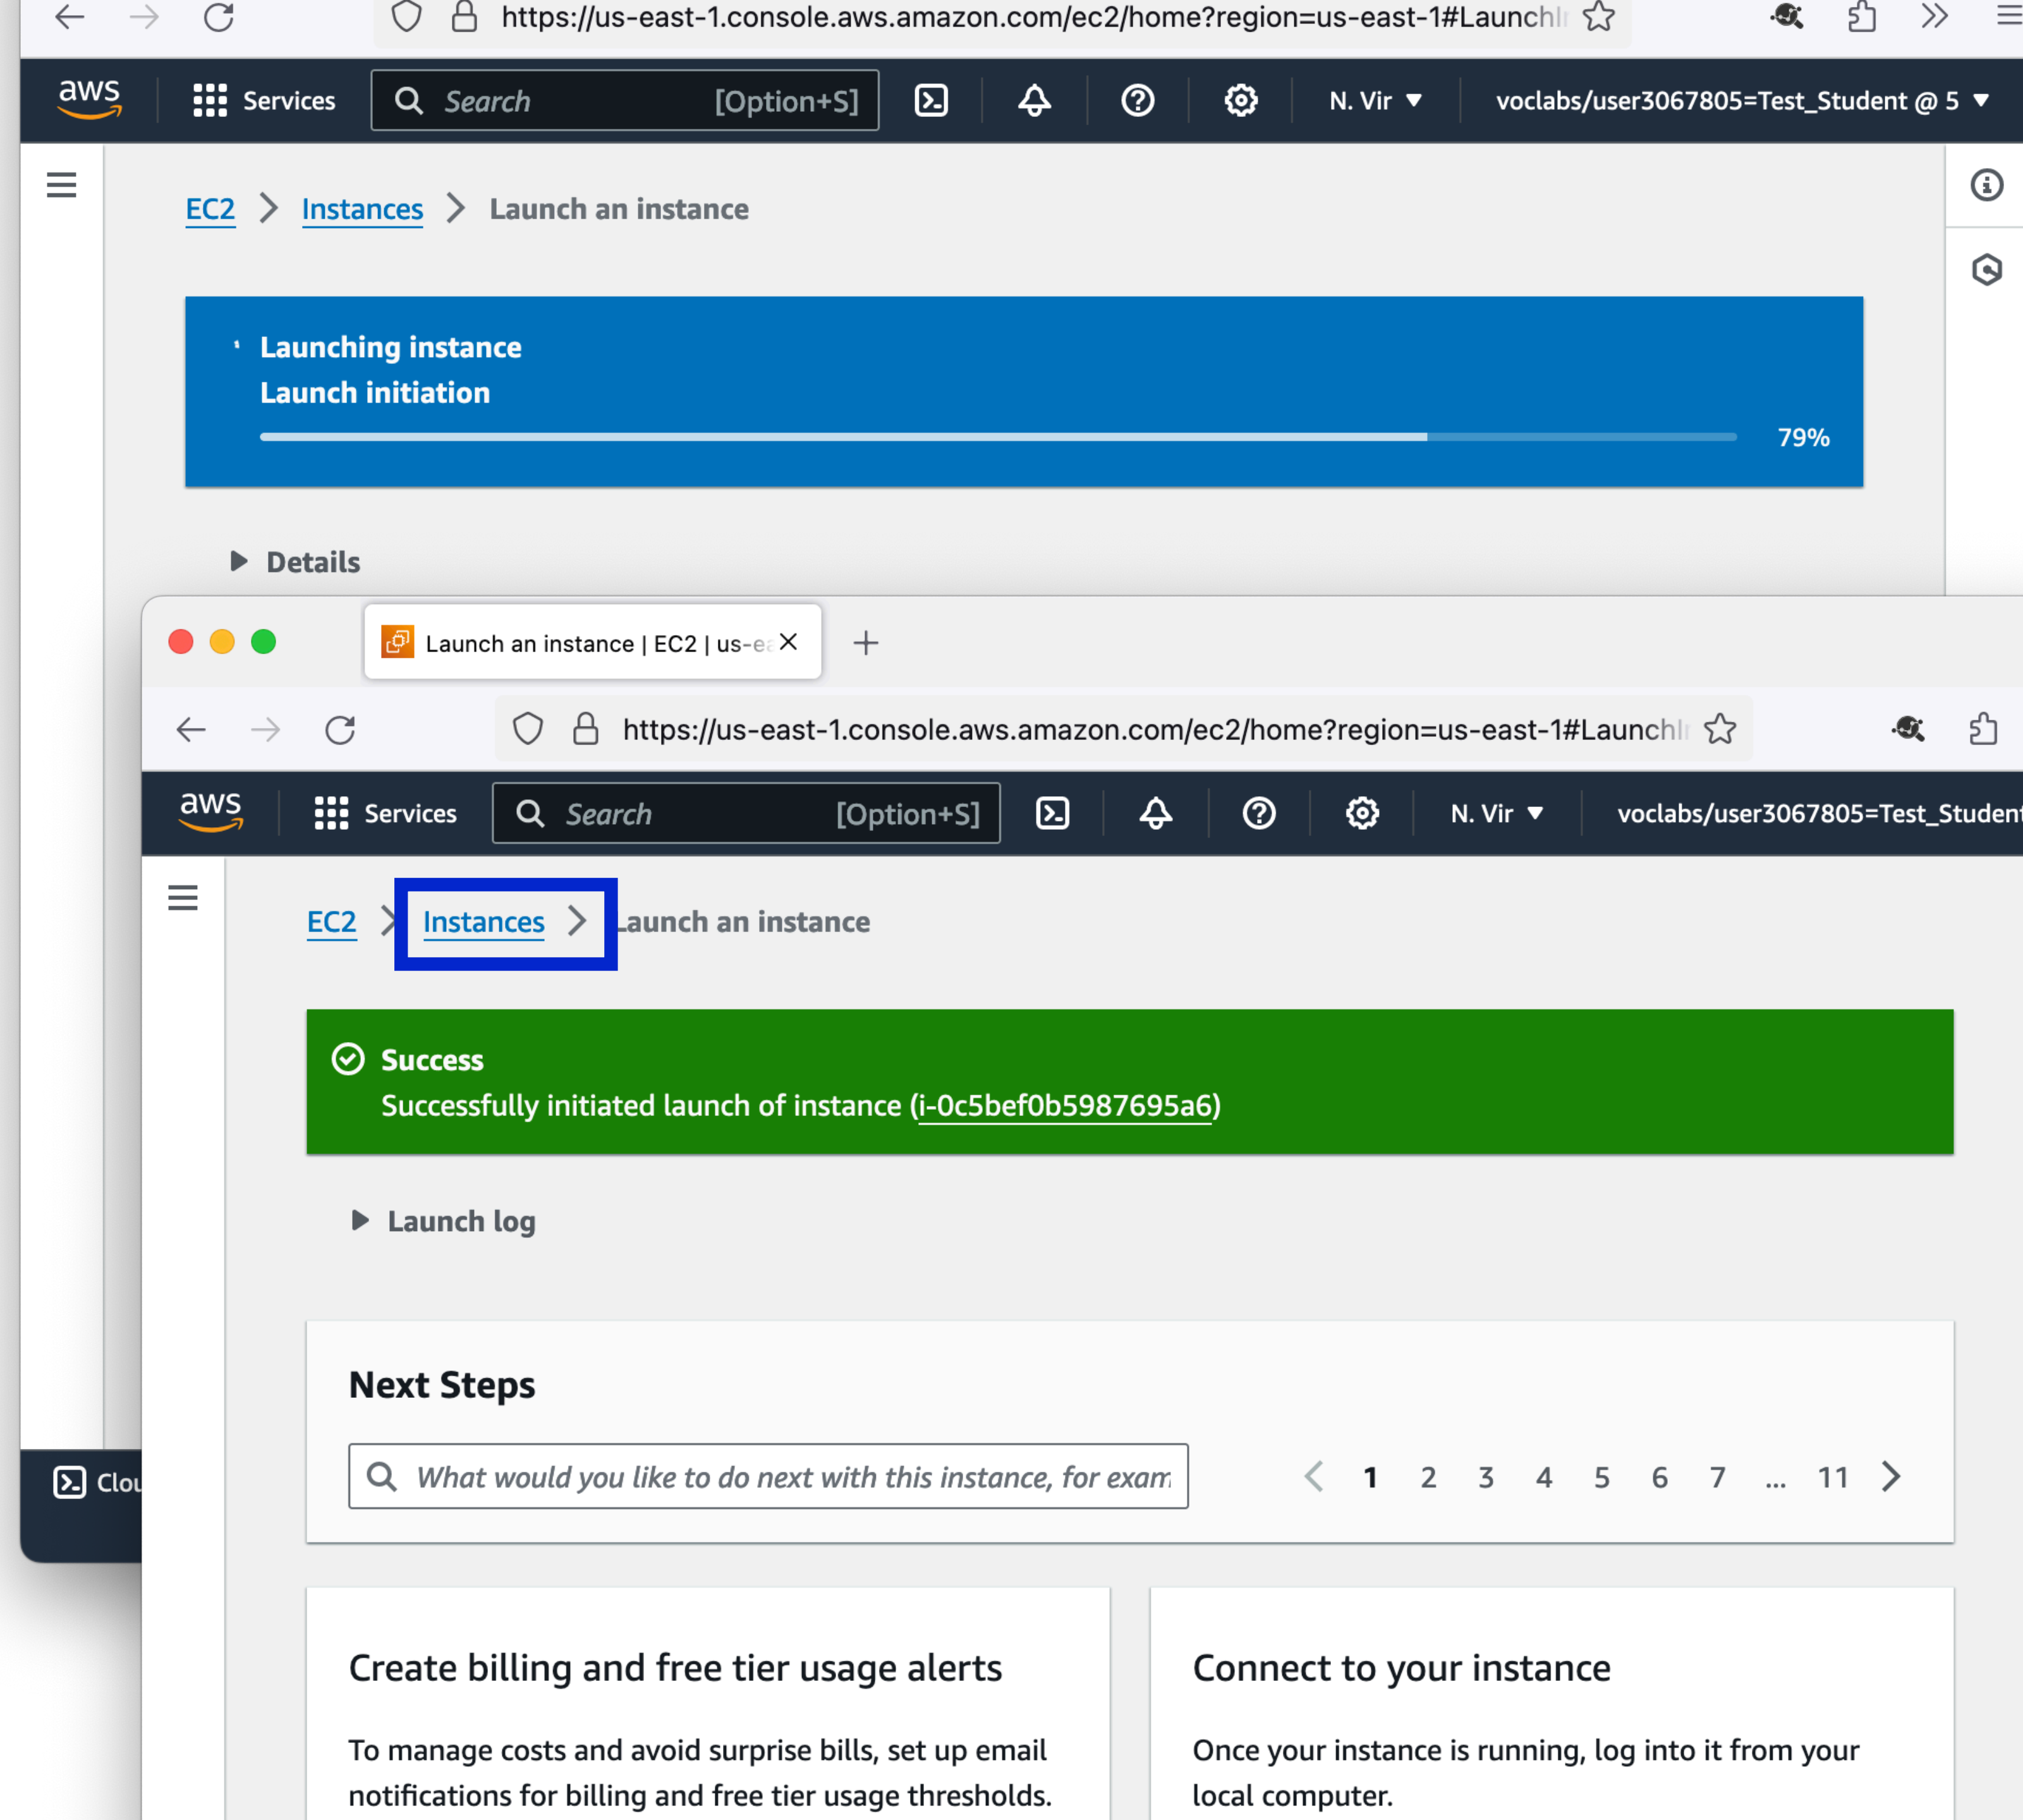 https://us-east-1.console.aws.amazon.com/ec2/home?region=us-east-1#LaunchI
aws Services Search [Option+S] N. Vir voclabs/user3067805=Test_Student @ 5
EC2 Instances Launch an instance
Launching instance
Launch initiation
79%
Details
Launch an instance | EC2 | us-ea
https://us-east-1.console.aws.amazon.com/ec2/home?region=us-east-1#LaunchI
aws Services Search [Option+S] N. Vir voclabs/user3067805=Test_Student
EC2 Instances Launch an instance
Success
Successfully initiated launch of instance (i-0c5bef0b5987695a6)
Launch log
Next Steps
What would you like to do next with this instance, for exam
1 2 3 4 5 6 7 ... 11
Clou
Create billing and free tier usage alerts
To manage costs and avoid surprise bills, set up email
notifications for billing and free tier usage thresholds.
Connect to your instance
Once your instance is running, log into it from your
local computer.